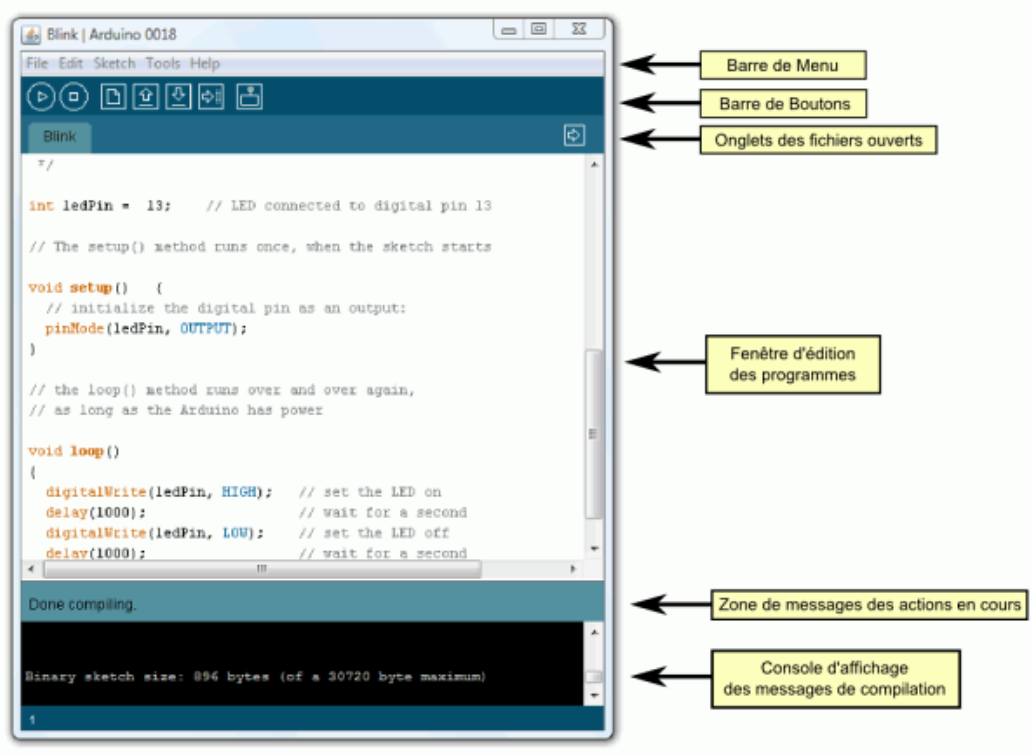 Blink | Arduino 0018
File Edit Sketch Tools Help
Barre de Menu
Barre de Boutons
Blink
Onglets des fichiers ouverts
*/
int ledPin =  13;    // LED connected to digital pin 13
// The setup() method runs once, when the sketch starts
void setup()   {
// initialize the digital pin as an output:
pinMode(ledPin, OUTPUT);
}
Fenêtre d'édition
des programmes
// the loop() method runs over and over again,
// as long as the Arduino has power
void loop()
{
digitalWrite(ledPin, HIGH);   // set the LED on
delay(1000);                  // wait for a second
digitalWrite(ledPin, LOW);    // set the LED off
delay(1000);                  // wait for a second
Done compiling.
Zone de messages des actions en cours
Binary sketch size: 896 bytes (of a 30720 byte maximum)
Console d'affichage
des messages de compilation
1